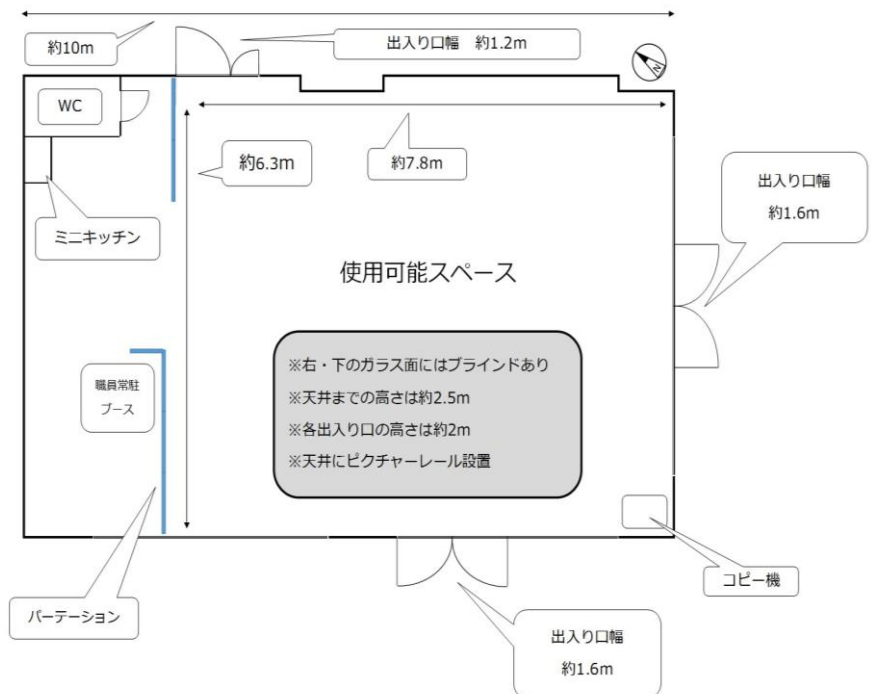 約10m
出入り口幅　約1.2m
N
WC
約6.3m
約7.8m
出入り口幅
約1.6m
ミニキッチン
使用可能スペース
※右・下のガラス面にはブラインドあり
※天井までの高さは約2.5m
※各出入り口の高さは約2m
※天井にピクチャーレール設置
職員常駐
ブース
コピー機
パーテーション
出入り口幅
約1.6m